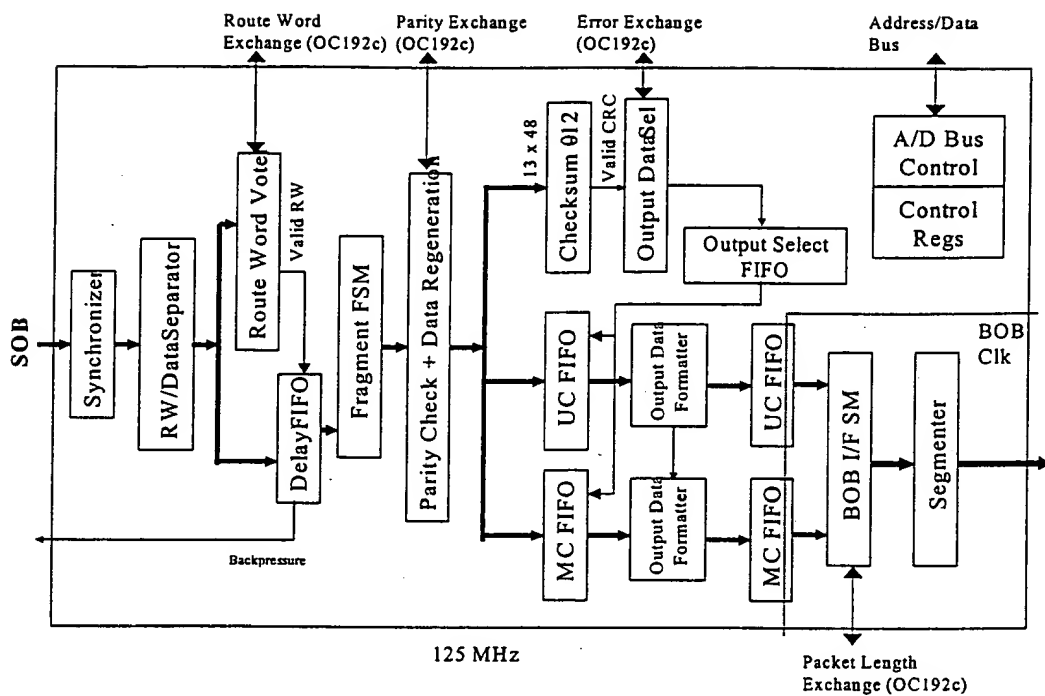 Route Word
Exchange (OC192c)
Parity Exchange
(OC192c)
Error Exchange
(OC192c)
Address/Data
Bus
SOB
Synchronizer
RW/DataSeparator
Route Word Vote
Valid RW
DelayFIFO
Backpressure
Fragment FSM
Parity Check + Data Regeneration
13 x 48
Checksum θ12
Valid CRC
Output DataSel
Output Select
FIFO
A/D Bus
Control
Control
Regs
UC FIFO
Output Data
Formatter
UC FIFO
MC FIFO
Output Data
Formatter
MC FIFO
BOB I/F SM
Segmenter
BOB
Clk
125 MHz
Packet Length
Exchange (OC192c)